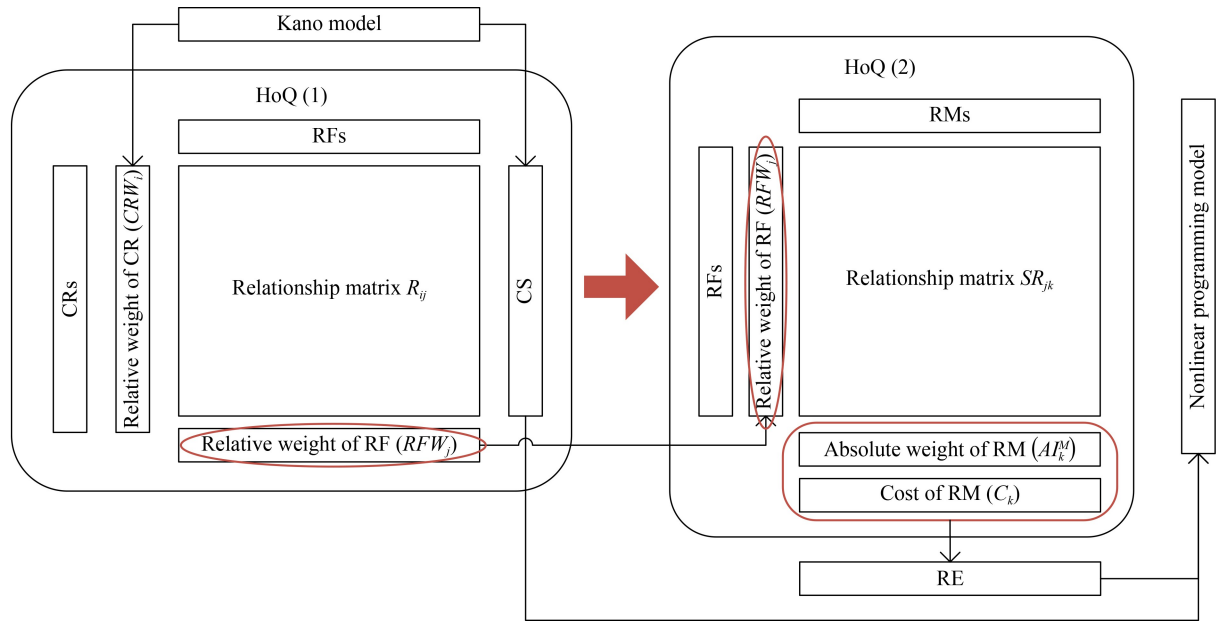 Kano model
HoQ (1)
RFs
CRs
Relative weight of CR (CRW_i)
Relationship matrix R_ij
CS
Relative weight of RF (RFW_j)
HoQ (2)
RMs
RFs
Relative weight of RF (RFW_j)
Relationship matrix SR_jk
Absolute weight of RM (AI_k^M)
Cost of RM (C_k)
RE
Nonlinear programming model